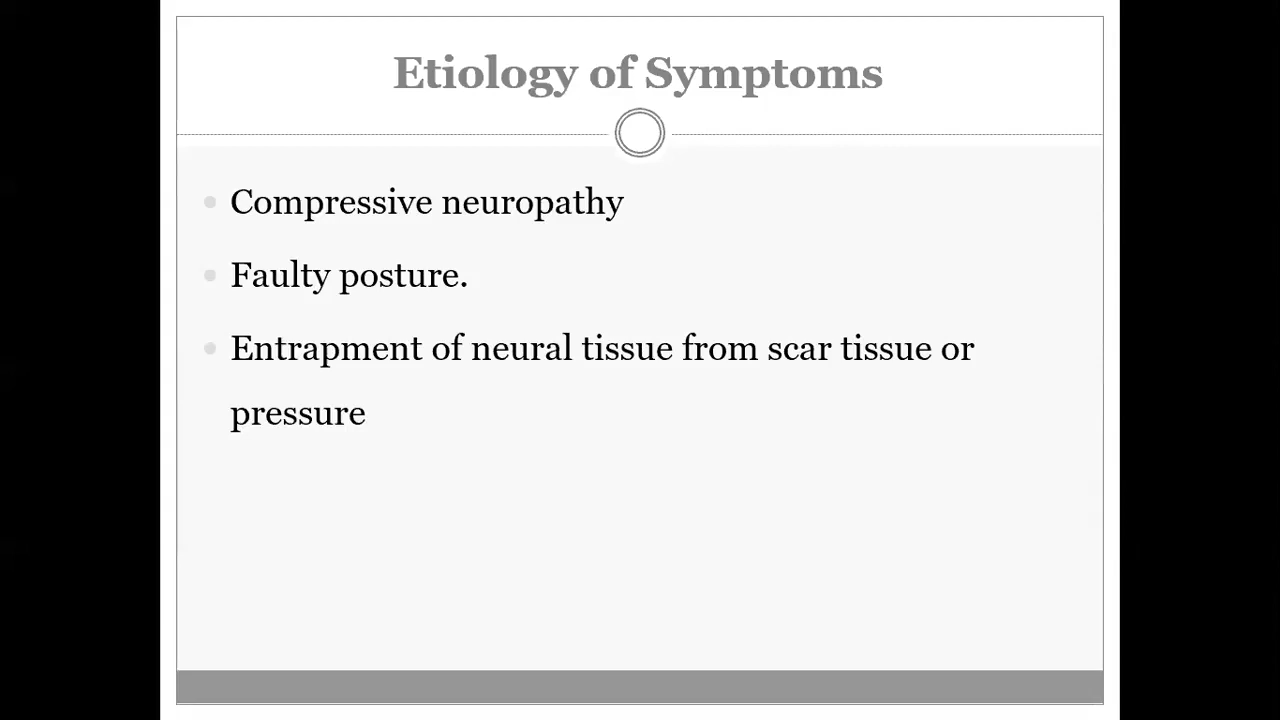 Etiology of Symptoms
Compressive neuropathy
Faulty posture.
Entrapment of neural tissue from scar tissue or
pressure